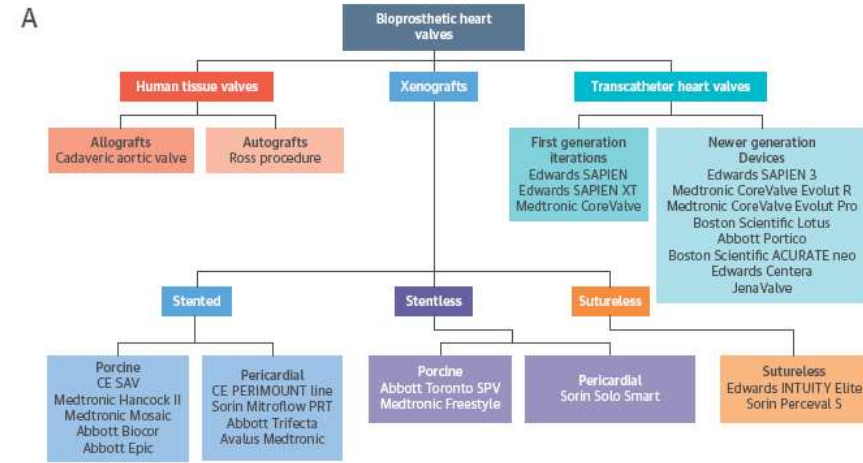 A
Bioprosthetic heart
valves
Human tissue valves
Xenografts
Transcatheter heart valves
Allografts
Cadaveric aortic valve
Autografts
Ross procedure
First generation
iterations
Edwards SAPIEN
Edwards SAPIEN XT
Medtronic CoreValve
Newer generation
Devices
Edwards SAPIEN 3
Medtronic CoreValve Evolut R
Medtronic CoreValve Evolut Pro
Boston Scientific Lotus
Abbott Portico
Boston Scientific ACURATE neo
Edwards Centera
JenaValve
Stented
Stentless
Sutureless
Porcine
CE SAV
Medtronic Hancock II
Medtronic Mosaic
Abbott Biocor
Abbott Epic
Pericardial
CE PERIMOUNT line
Sorin Mitroflow PRT
Abbott Trifecta
Avalus Medtronic
Porcine
Abbott Toronto SPV
Medtronic Freestyle
Pericardial
Sorin Solo Smart
Sutureless
Edwards INTUITY Elite
Sorin Perceval S